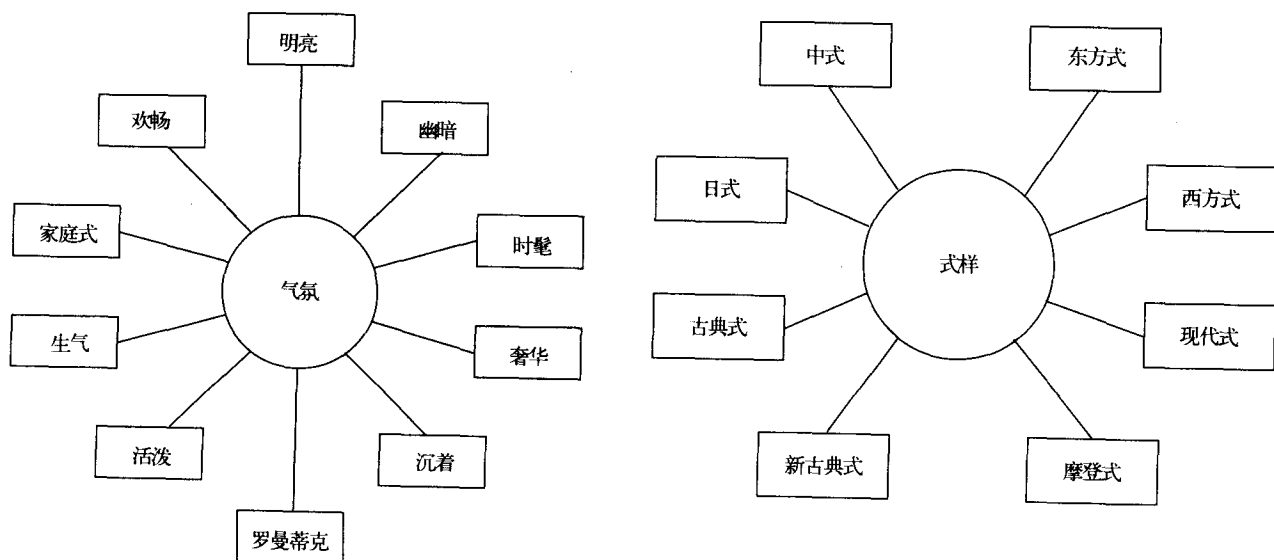 明亮
欢畅
幽暗
家庭式
时髦
气氛
生气
奢华
活泼
沉着
罗曼蒂克
中式
东方式
日式
西方式
式样
古典式
现代式
新古典式
摩登式